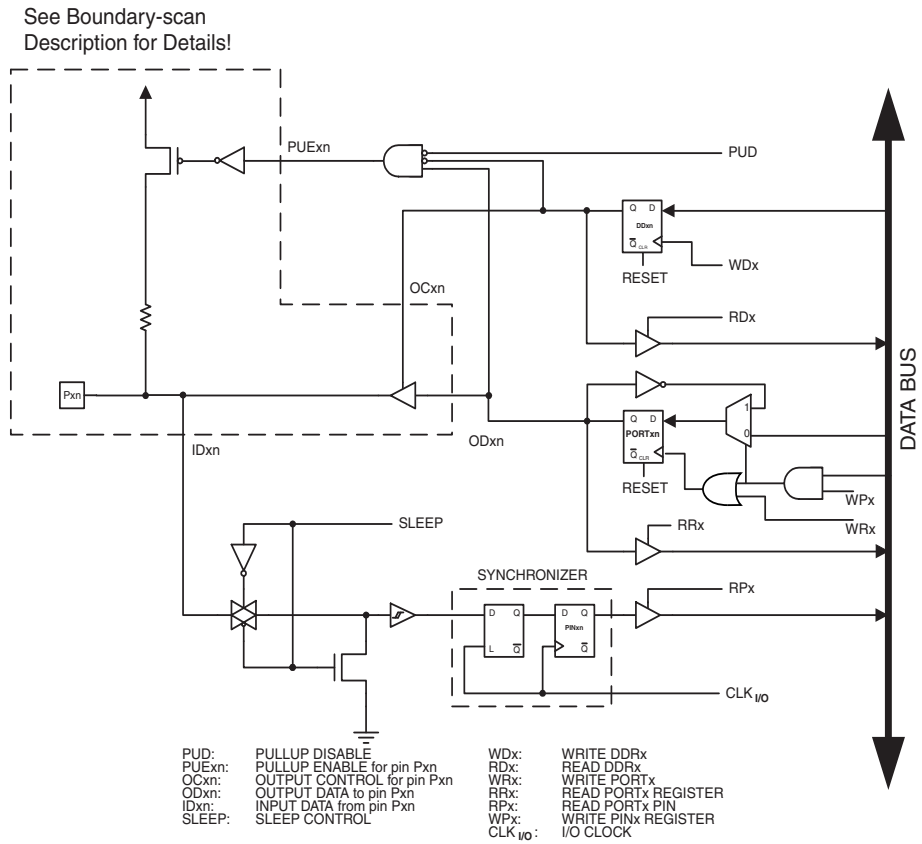 See Boundary-scan
Description for Details!
PUExn
PUD
Q D
DDxn
Q CLR
RESET
WDx
OCxn
RDx
Pxn
ODxn
IDxn
1
0
Q D
PORTxn
Q CLR
RESET
WPx
WRx
RRx
SLEEP
SYNCHRONIZER
RPx
D Q
L Q
D Q
PINxn
Q
CLK I/O
DATA BUS
PUD: PULLUP DISABLE
PUExn: PULLUP ENABLE for pin Pxn
OCxn: OUTPUT CONTROL for pin Pxn
ODxn: OUTPUT DATA to pin Pxn
IDxn: INPUT DATA from pin Pxn
SLEEP: SLEEP CONTROL
WDx: WRITE DDRx
RDx: READ DDRx
WRx: WRITE PORTx
RRx: READ PORTx REGISTER
RPx: READ PORTx PIN
WPx: WRITE PINx REGISTER
CLK I/O : I/O CLOCK